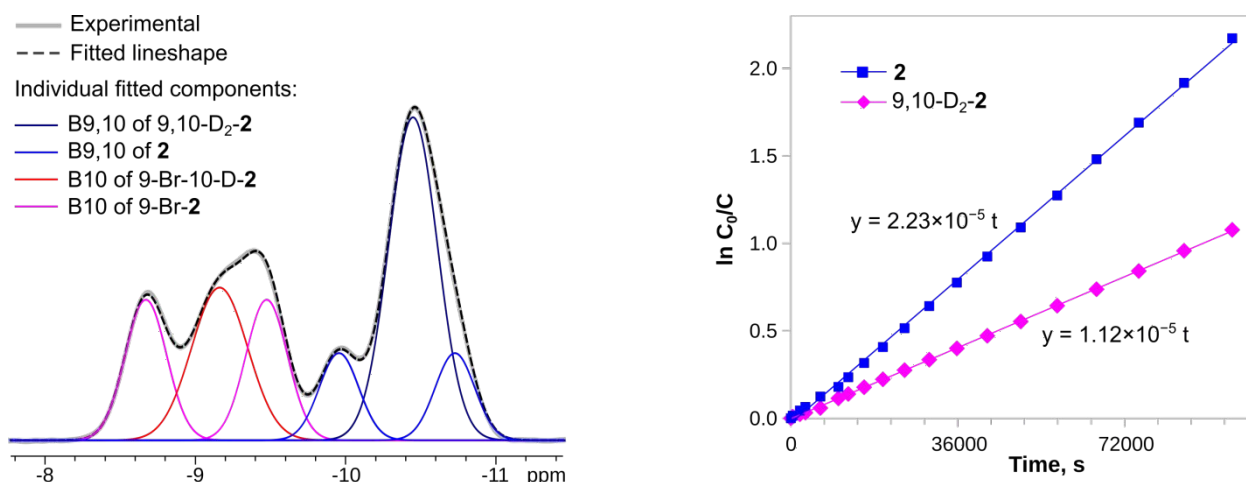 Experimental
Fitted lineshape
Individual fitted components:
B9,10 of 9,10-D₂-2
B9,10 of 2
B10 of 9-Br-10-D-2
B10 of 9-Br-2
-8 -9 -10 -11 ppm
2
9,10-D₂-2
ln C₀/C
2.0
1.5
1.0
0.5
0.0
y = 2.23×10⁻⁵ t
y = 1.12×10⁻⁵ t
0 36000 72000
Time, s